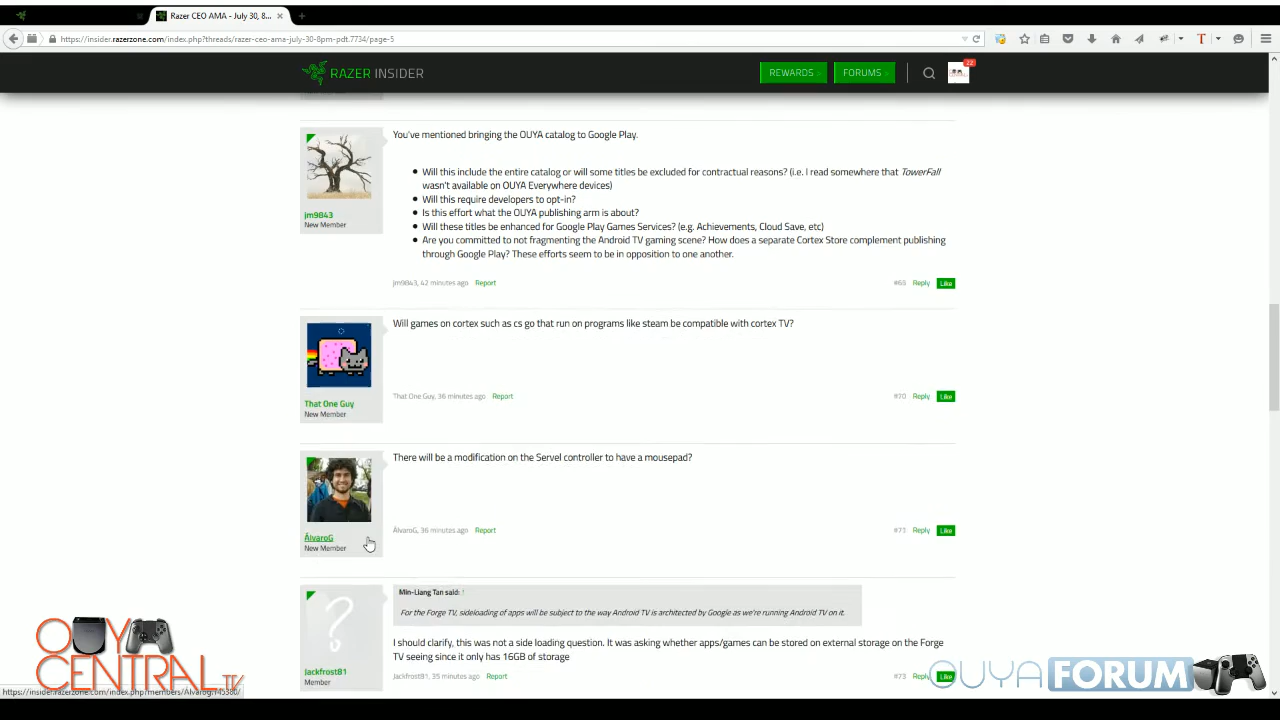 Razer CEO AMA - July 30, 8...
https://insider.razerzone.com/index.php?threads/razer-ceo-ama-july-30-8pm-pdt.7734/page-5
RAZER INSIDER
REWARDS
FORUMS
22
You've mentioned bringing the OUYA catalog to Google Play.
Will this include the entire catalog or will some titles be excluded for contractual reasons? (i.e. I read somewhere that TowerFall
wasn't available on OUYA Everywhere devices)
Will this require developers to opt-in?
Is this effort what the OUYA publishing arm is about?
Will these titles be enhanced for Google Play Games Services? (e.g. Achievements, Cloud Save, etc)
Are you committed to not fragmenting the Android TV gaming scene? How does a separate Cortex Store complement publishing
through Google Play? These efforts seem to be in opposition to one another.
jm9843
New Member
jm9843, 42 minutes ago Report
Reply Like
Will games on cortex such as cs go that run on programs like steam be compatible with cortex TV?
That One Guy
New Member
That One Guy, 36 minutes ago Report
#70 Reply Like
There will be a modification on the Servel controller to have a mousepad?
ÁlvaroG
New Member
ÁlvaroG, 36 minutes ago Report
Reply Like
Min-Liang Tan said: ↑
For the Forge TV, sideloading of apps will be subject to the way Android TV is architected by Google as we're running Android TV on it.
I should clarify, this was not a side loading question. It was asking whether apps/games can be stored on external storage on the Forge
TV seeing since it only has 16GB of storage
Jackfrost81
Member
Jackfrost81, 35 minutes ago Report
#73 Reply Like
OUYA
CENTRAL TV
OUYAFORUM